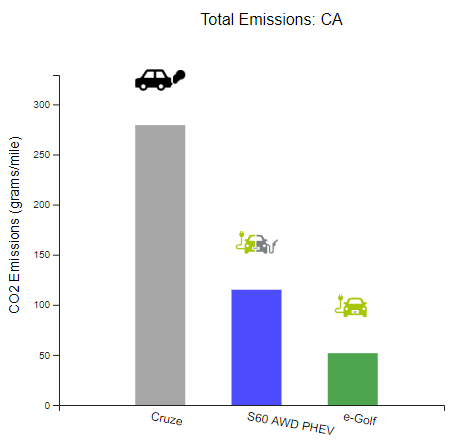 Total Emissions: CA
CO2 Emissions (grams/mile)
300
250
200
150
100
50
0
Cruze
S60 AWD PHEV
e-Golf